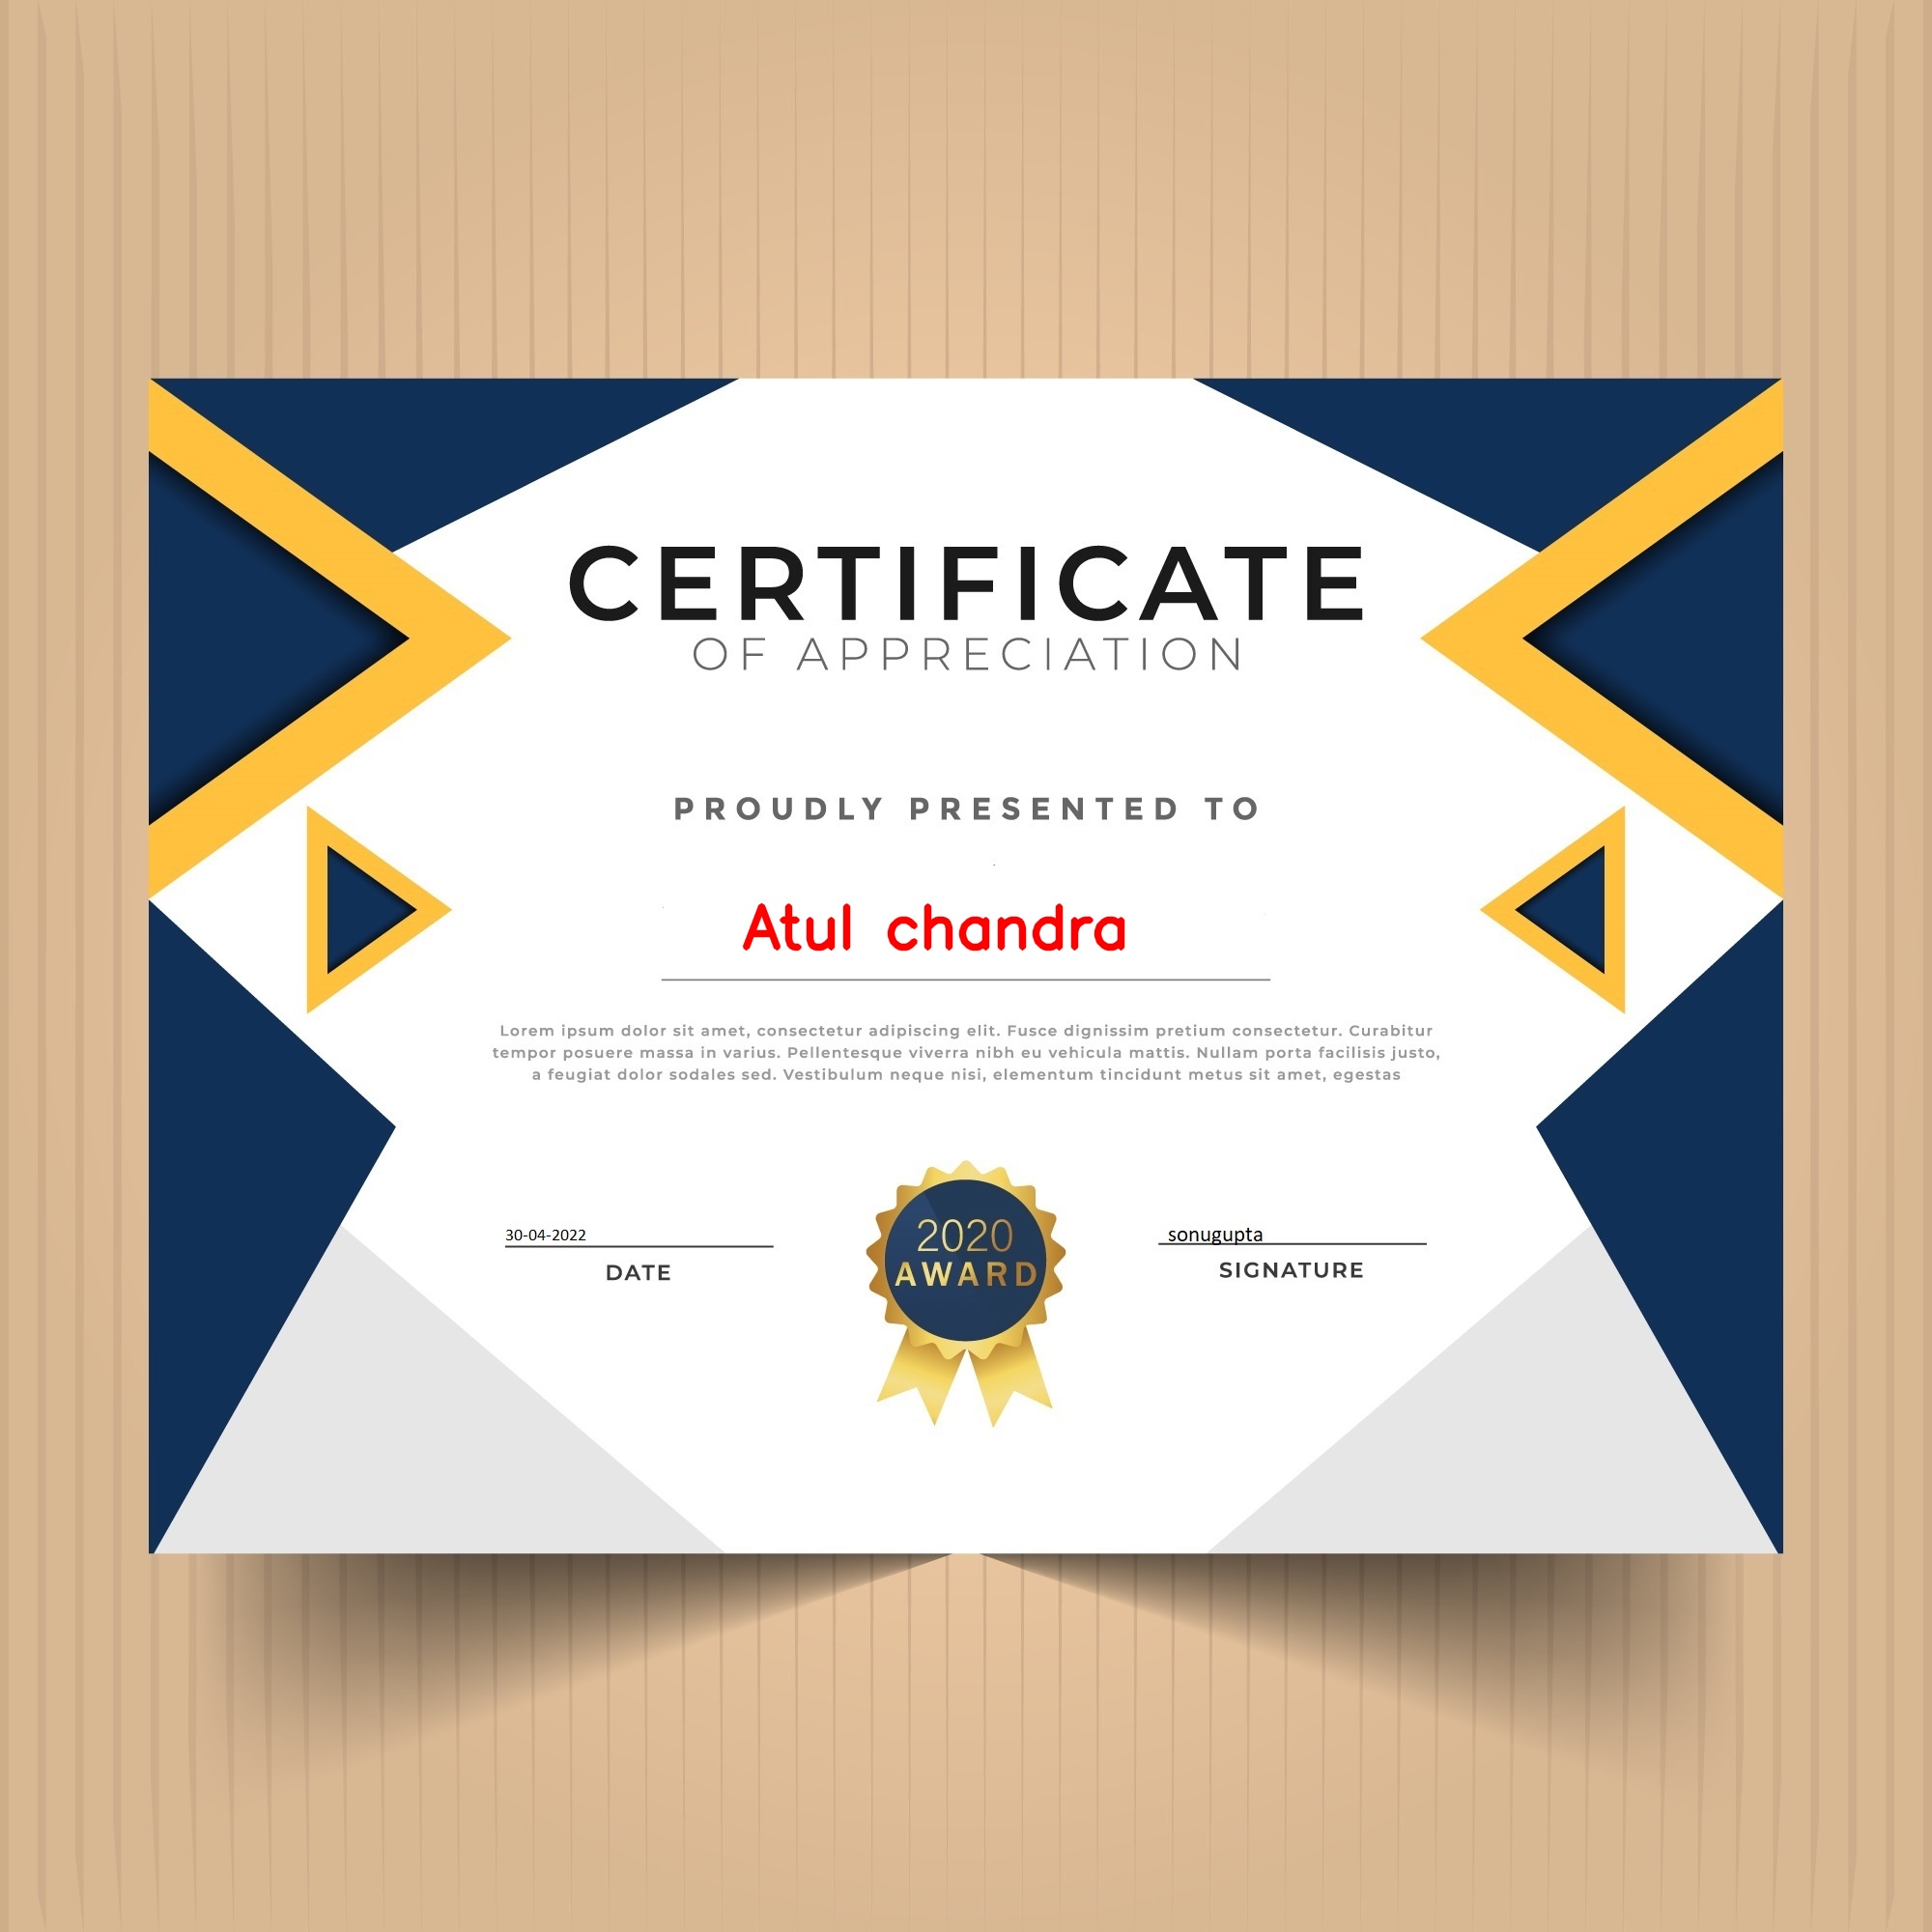 CERTIFICATE
OF APPRECIATION
PROUDLY PRESENTED TO
Atul chandra
Lorem ipsum dolor sit amet, consectetur adipiscing elit. Fusce dignissim pretium consectetur. Curabitur
tempor posuere massa in varius. Pellentesque viverra nibh eu vehicula mattis. Nullam porta facilisis justo,
a feugiat dolor sodales sed. Vestibulum neque nisi, elementum tincidunt metus sit amet, egestas
30-04-2022
DATE
2020
AWARD
sonugupta
SIGNATURE